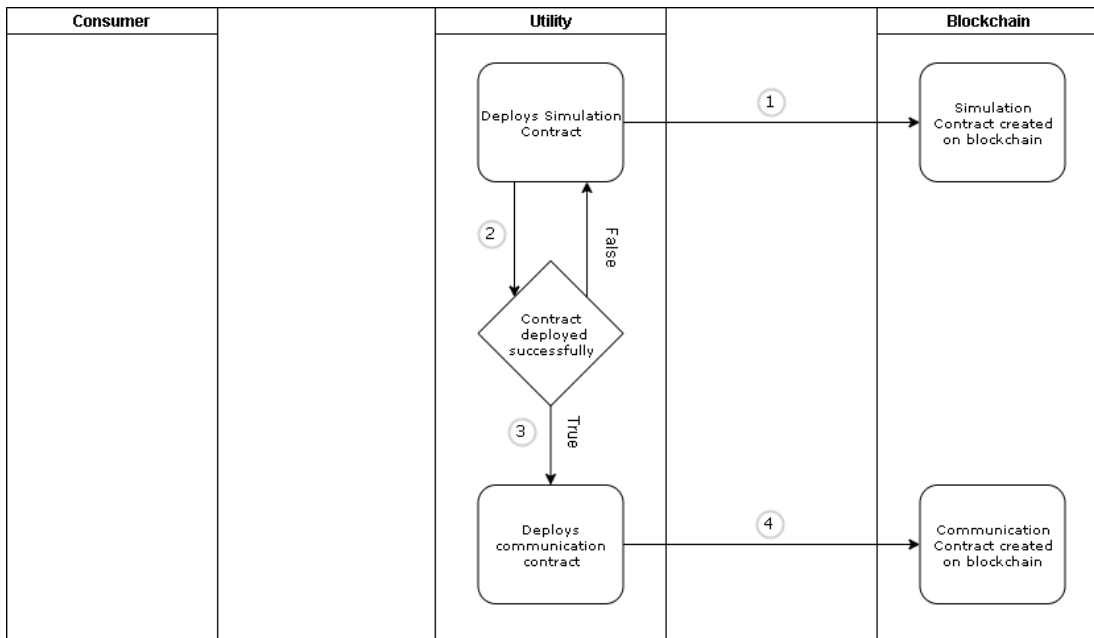 Consumer
Utility
Blockchain
Deploys Simulation
Contract
1
Simulation
Contract created
on blockchain
2
False
Contract
deployed
successfully
3
True
Deploys
communication
contract
4
Communication
Contract created
on blockchain